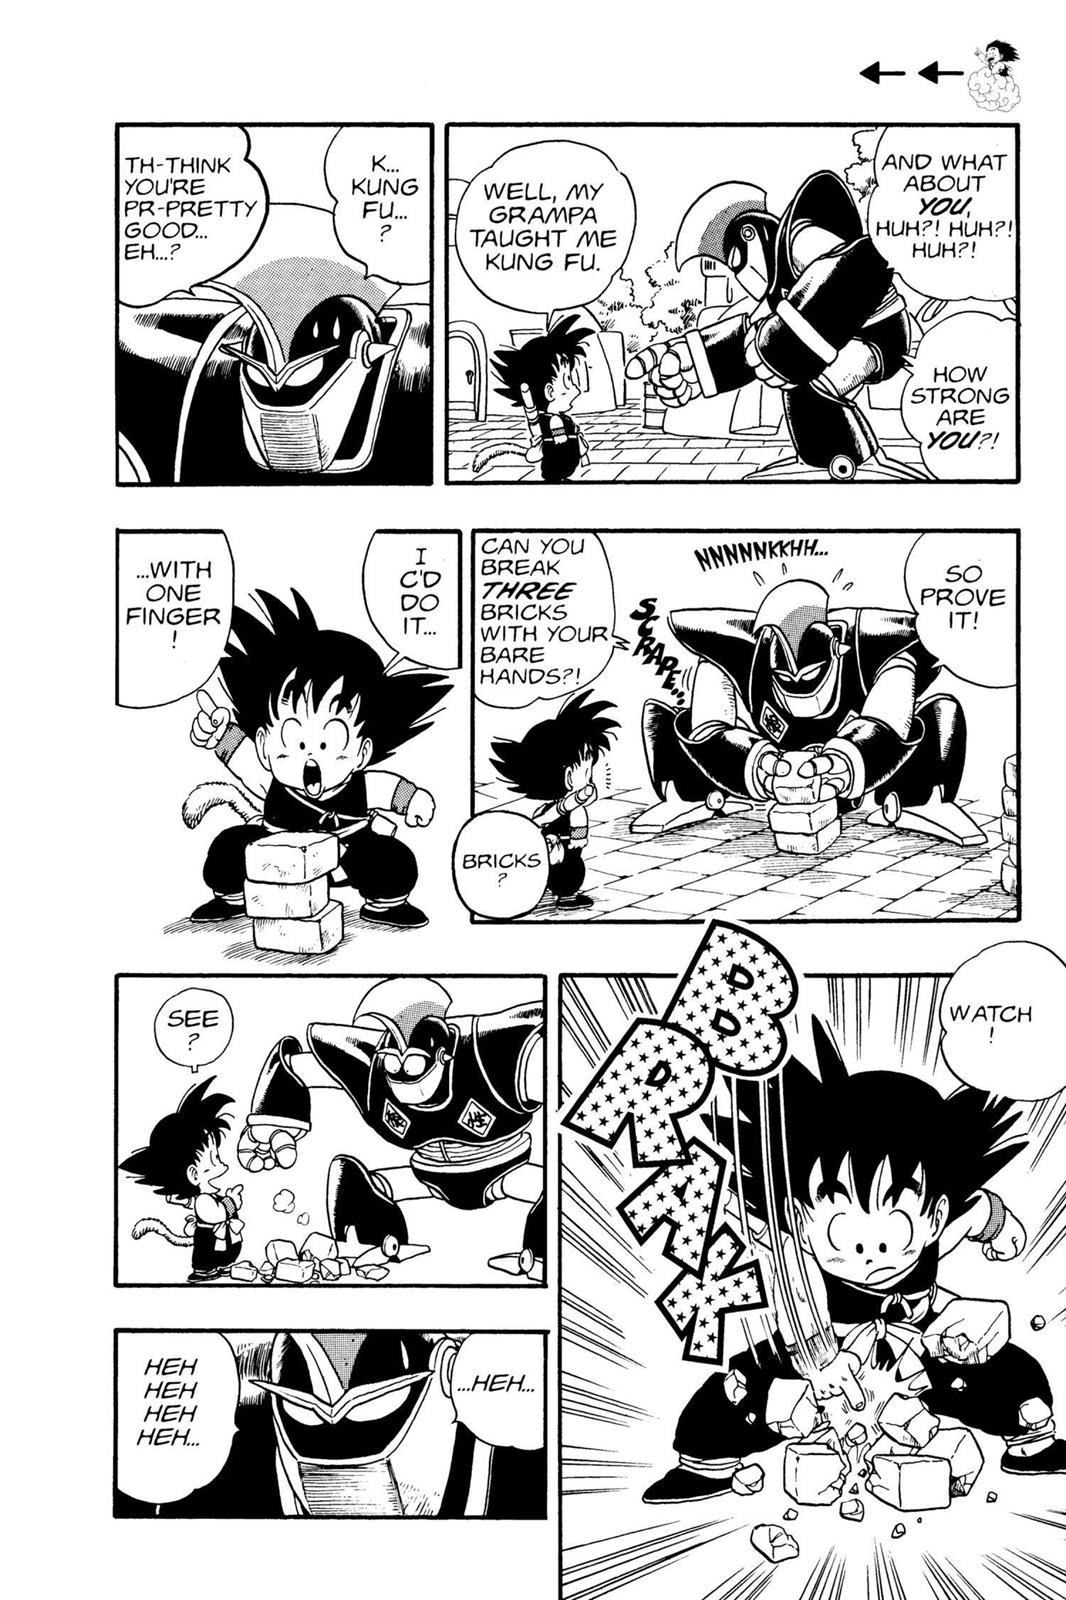 AND WHAT
ABOUT
YOU,
HUH?! HUH?!
HUH?!
HOW
STRONG
ARE
YOU?!
WELL, MY
GRAMPA
TAUGHT ME
KUNG FU.
K...
KUNG
FU...
?
TH-THINK
YOU'RE
PR-PRETTY
GOOD...
EH...?
SO
PROVE
IT!
NNNNNKKHH...
SCRAPE...
CAN YOU
BREAK
THREE
BRICKS
WITH YOUR
BARE
HANDS?!
BRICKS
?
I
C'D
DO
IT...
...WITH
ONE
FINGER
!
WATCH
!
BRAK
SEE
?
...HEH...
HEH
HEH
HEH
HEH...